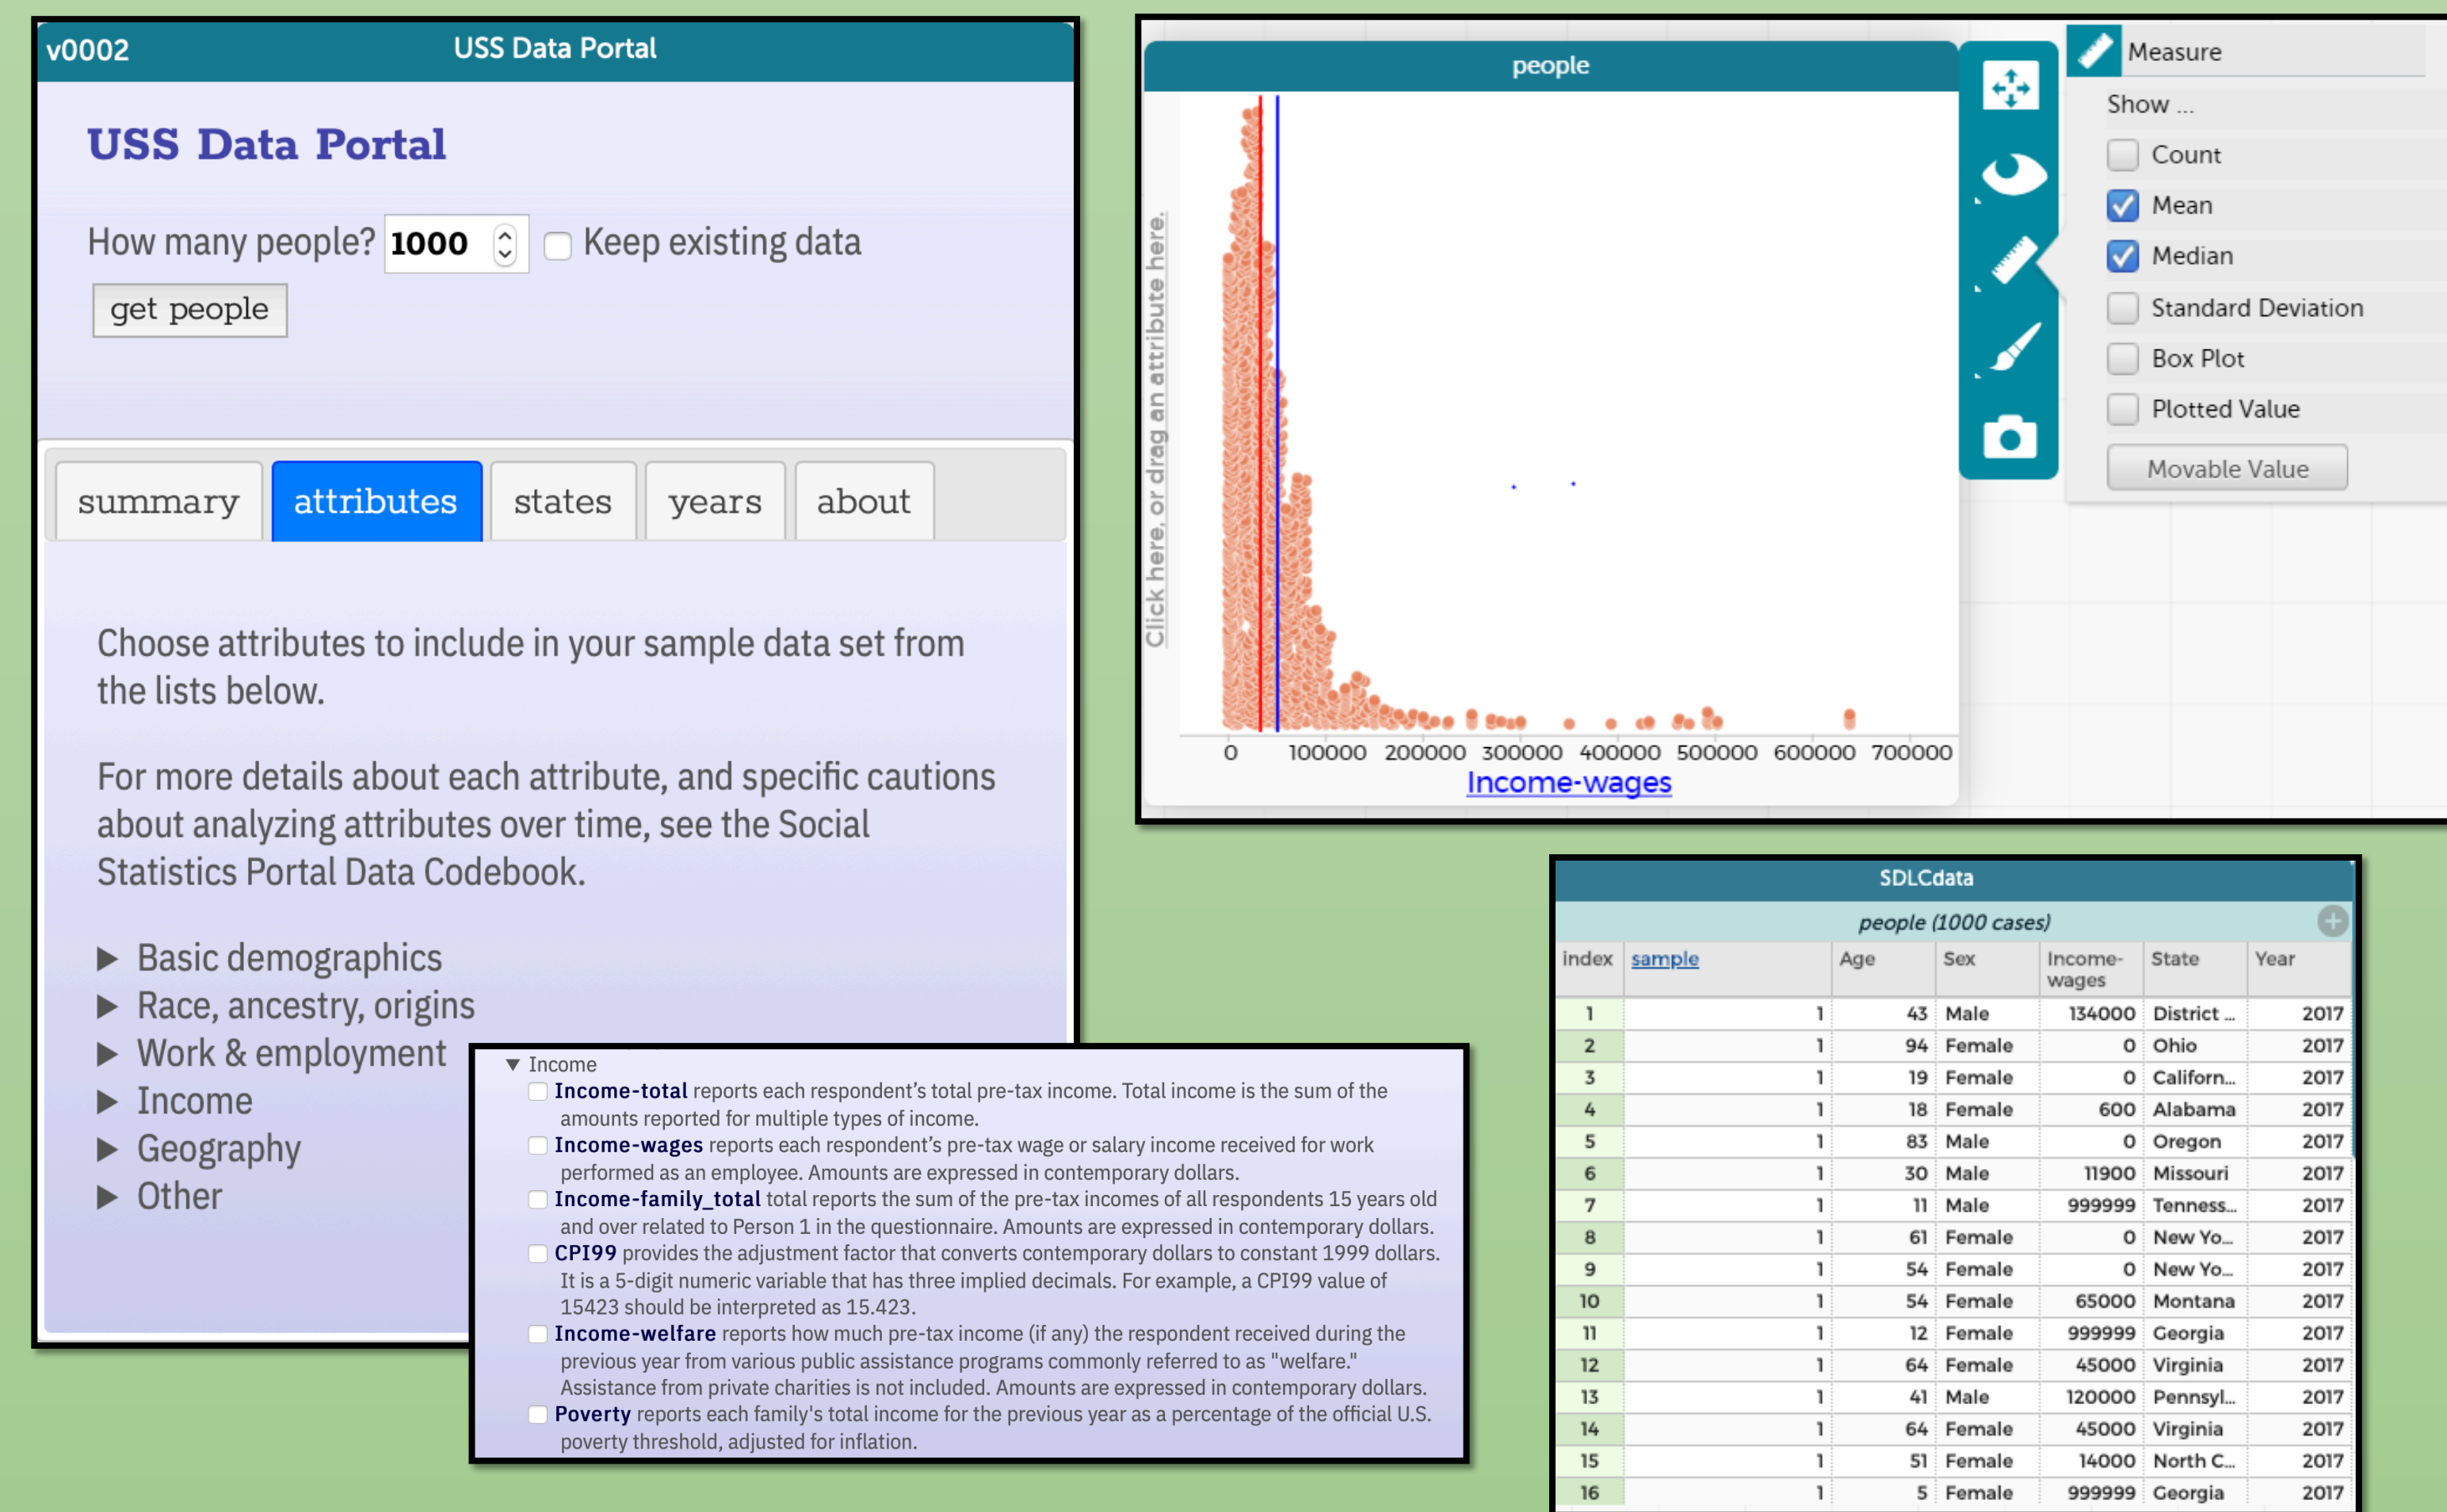 v0002 USS Data Portal
USS Data Portal
How many people? 1000 Keep existing data
get people
summary attributes states years about
Choose attributes to include in your sample data set from
the lists below.
For more details about each attribute, and specific cautions
about analyzing attributes over time, see the Social
Statistics Portal Data Codebook.
▶ Basic demographics
▶ Race, ancestry, origins
▶ Work & employment
▶ Income
▶ Geography
▶ Other
▼ Income
Income-total reports each respondent’s total pre-tax income. Total income is the sum of the
amounts reported for multiple types of income.
Income-wages reports each respondent’s pre-tax wage or salary income received for work
performed as an employee. Amounts are expressed in contemporary dollars.
Income-family_total total reports the sum of the pre-tax incomes of all respondents 15 years old
and over related to Person 1 in the questionnaire. Amounts are expressed in contemporary dollars.
CPI99 provides the adjustment factor that converts contemporary dollars to constant 1999 dollars.
It is a 5-digit numeric variable that has three implied decimals. For example, a CPI99 value of
15423 should be interpreted as 15.423.
Income-welfare reports how much pre-tax income (if any) the respondent received during the
previous year from various public assistance programs commonly referred to as "welfare."
Assistance from private charities is not included. Amounts are expressed in contemporary dollars.
Poverty reports each family's total income for the previous year as a percentage of the official U.S.
poverty threshold, adjusted for inflation.
people
Click here, or drag an attribute here.
0 100000 200000 300000 400000 500000 600000 700000
Income-wages
Measure
Show ...
Count
Mean
Median
Standard Deviation
Box Plot
Plotted Value
Movable Value
SDLCdata
people (1000 cases)
index sample Age Sex Income-wages State Year
1 1 43 Male 134000 District ... 2017
2 1 94 Female 0 Ohio 2017
3 1 19 Female 0 Californ... 2017
4 1 18 Female 600 Alabama 2017
5 1 83 Male 0 Oregon 2017
6 1 30 Male 11900 Missouri 2017
7 1 11 Male 999999 Tenness... 2017
8 1 61 Female 0 New Yo... 2017
9 1 54 Female 0 New Yo... 2017
10 1 54 Female 65000 Montana 2017
11 1 12 Female 999999 Georgia 2017
12 1 64 Female 45000 Virginia 2017
13 1 41 Male 120000 Pennsyl... 2017
14 1 64 Female 45000 Virginia 2017
15 1 51 Female 14000 North C... 2017
16 1 5 Female 999999 Georgia 2017